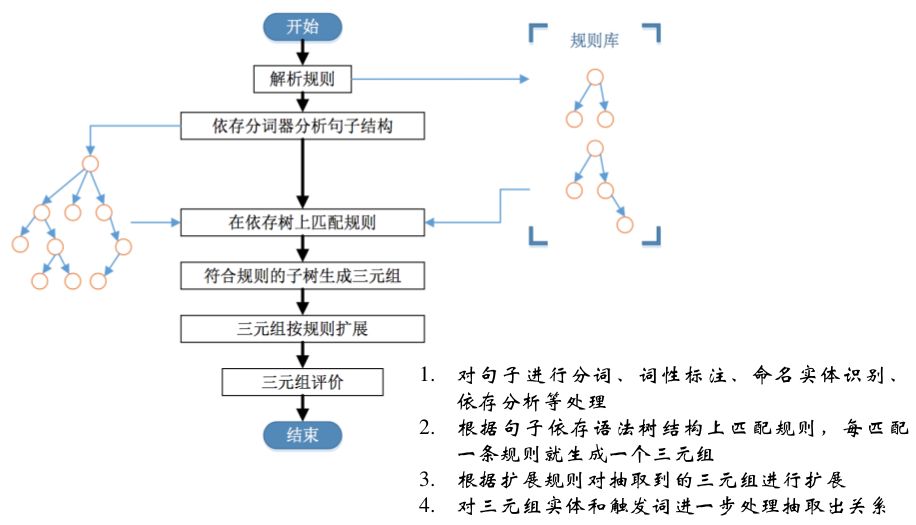 开始
规则库
解析规则
依存分词器分析句子结构
在依存树上匹配规则
符合规则的子树生成三元组
三元组按规则扩展
三元组评价
结束
1. 对句子进行分词、词性标注、命名实体识别、
依存分析等处理
2. 根据句子依存语法树结构上匹配规则，每匹配
一条规则就生成一个三元组
3. 根据扩展规则对抽取到的三元组进行扩展
4. 对三元组实体和触发词进一步处理抽取出关系